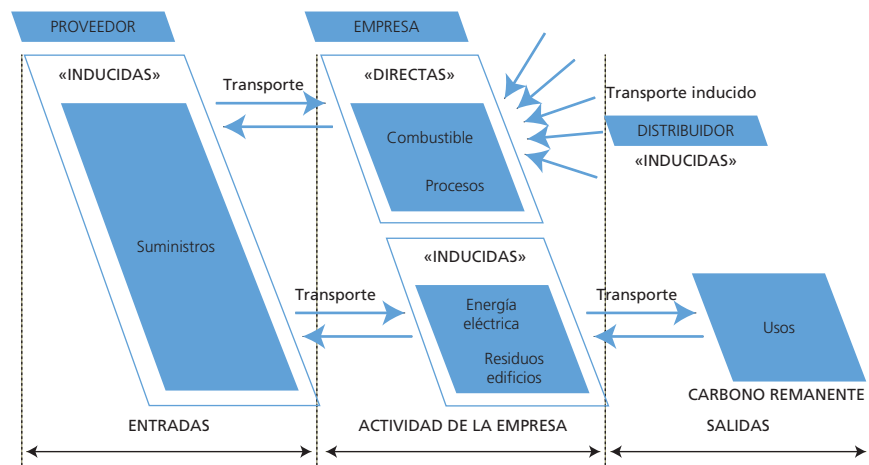 PROVEEDOR
EMPRESA
«INDUCIDAS»
Transporte
«DIRECTAS»
Transporte inducido
Combustible
DISTRIBUIDOR
«INDUCIDAS»
Procesos
Suministros
«INDUCIDAS»
Transporte
Energía
eléctrica
Transporte
Usos
Residuos
edificios
CARBONO REMANENTE
ENTRADAS
ACTIVIDAD DE LA EMPRESA
SALIDAS